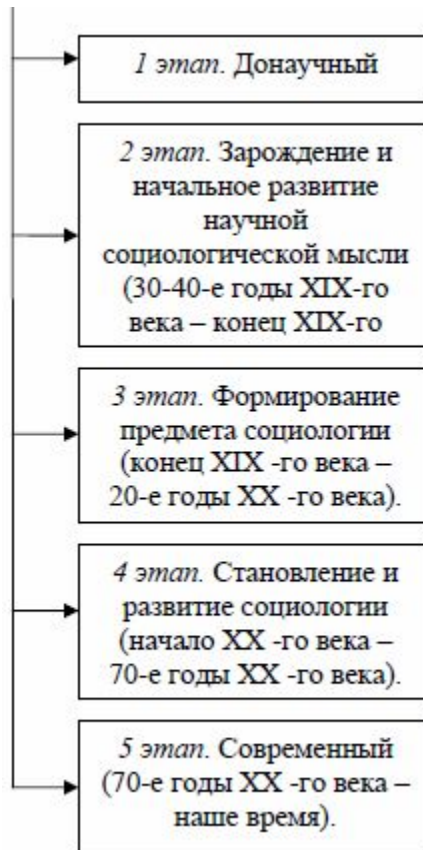 1 этап. Донаучный
2 этап. Зарождение и
начальное развитие
научной
социологической мысли
(30-40-е годы XIX-го
века – конец XIX-го
3 этап. Формирование
предмета социологии
(конец XIX -го века –
20-е годы XX -го века).
4 этап. Становление и
развитие социологии
(начало XX -го века –
70-е годы XX -го века).
5 этап. Современный
(70-е годы XX -го века –
наше время).